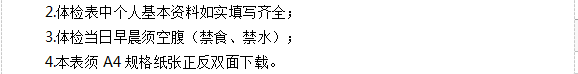 2.体检表中个人基本资料如实填写齐全；
3.体检当日早晨须空腹（禁食、禁水）；
4.本表须 A4 规格纸张正反双面下载。